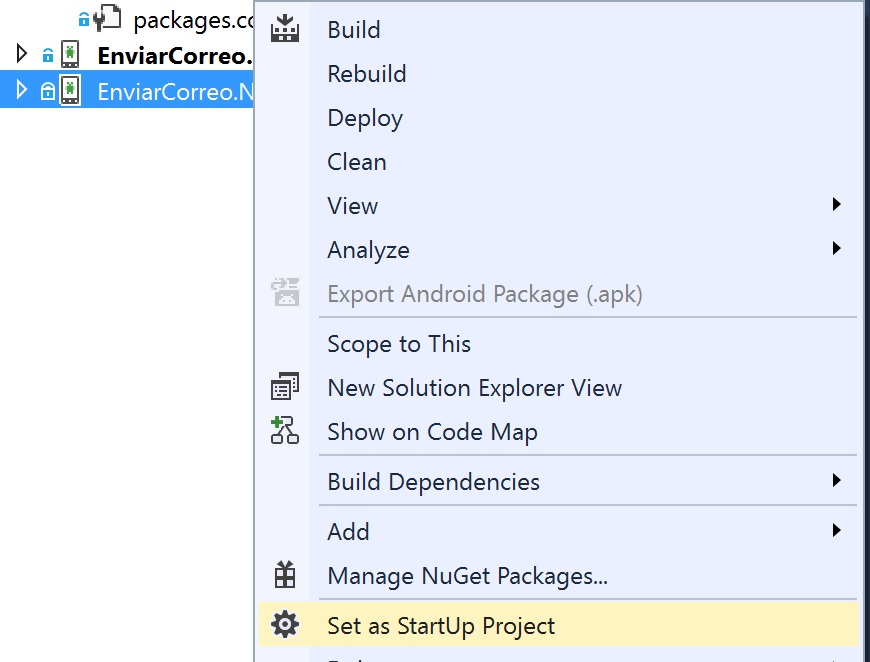 packages.co
EnviarCorreo.
EnviarCorreo.N
Build
Rebuild
Deploy
Clean
View
Analyze
Export Android Package (.apk)
Scope to This
New Solution Explorer View
Show on Code Map
Build Dependencies
Add
Manage NuGet Packages...
Set as StartUp Project